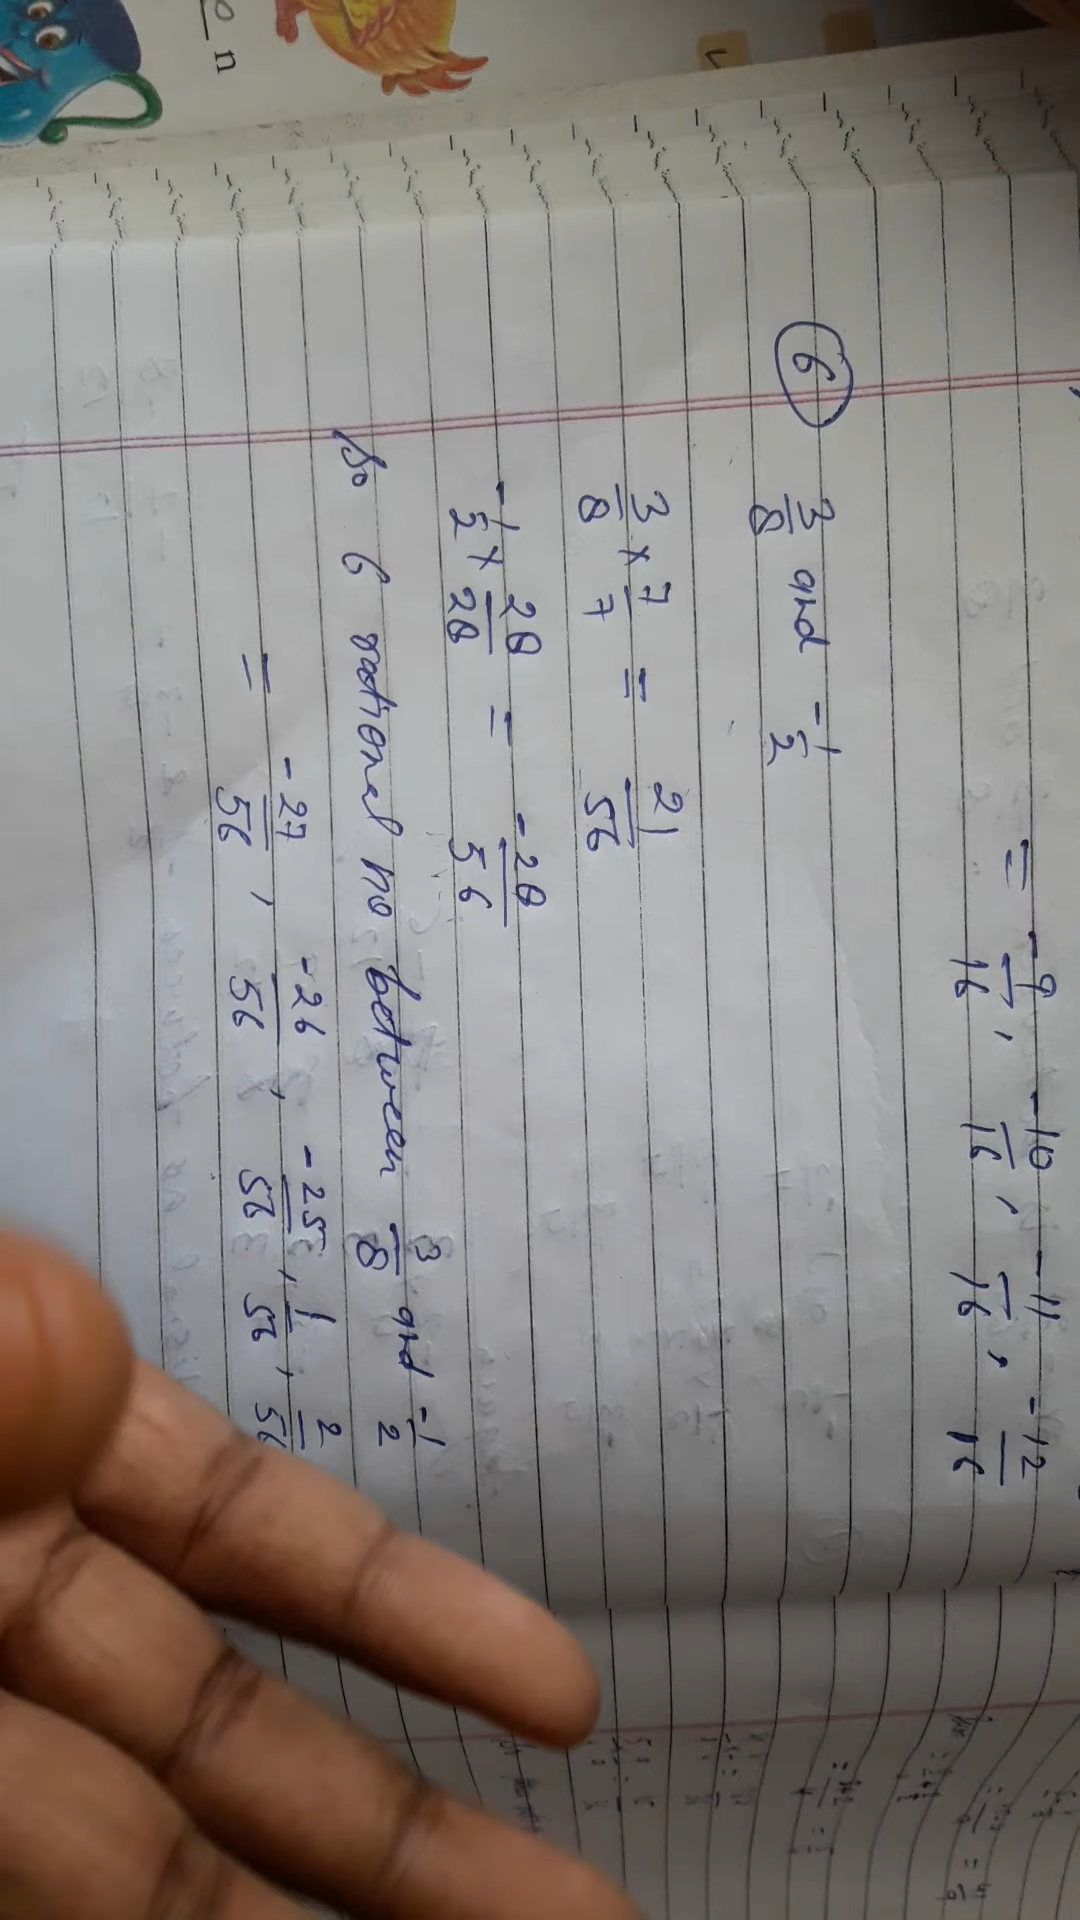 = -9/16, -10/16, -11/16, -12/16
6 3/8 and -1/2
3/8 × 7/7 = 21/56
-1/2 × 28/28 = -28/56
So 6 rational no between 3/8 and -1/2
= -27/56, -26/56, -25/56, 1/56, 2/56
n